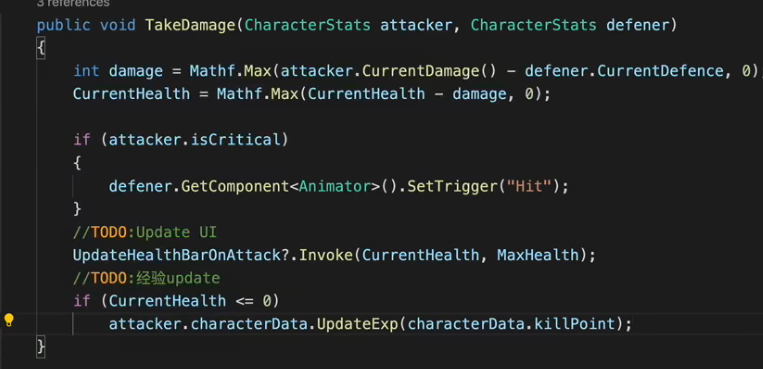 3 references
public void TakeDamage(CharacterStats attacker, CharacterStats defener)
{
int damage = Mathf.Max(attacker.CurrentDamage() - defener.CurrentDefence, 0)
CurrentHealth = Mathf.Max(CurrentHealth - damage, 0);
if (attacker.isCritical)
{
defener.GetComponent<Animator>().SetTrigger("Hit");
}
//TODO:Update UI
UpdateHealthBarOnAttack?.Invoke(CurrentHealth, MaxHealth);
//TODO:经验update
if (CurrentHealth <= 0)
attacker.characterData.UpdateExp(characterData.killPoint);
}